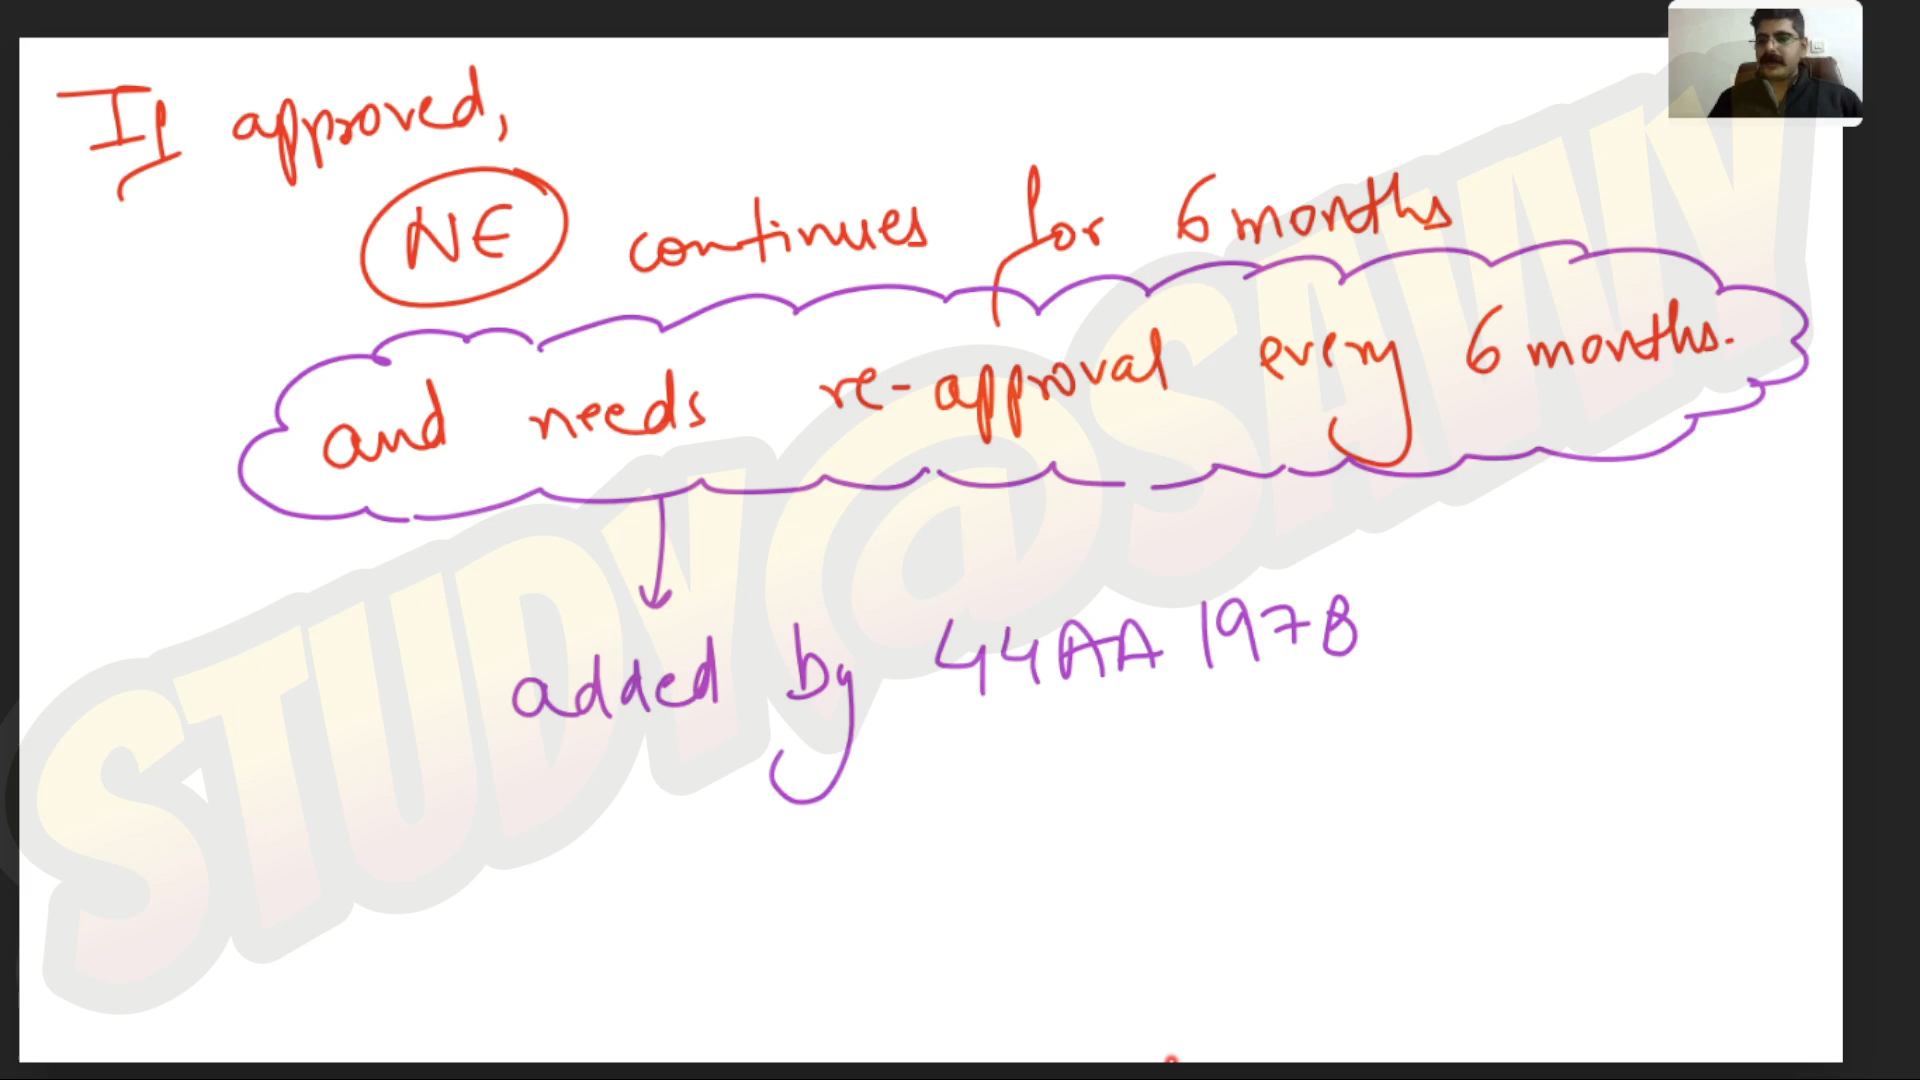 If approved,
NE continues for 6 months
and needs re-approval every 6 months.
added by 44AA 1978
STUDY@SAVVY